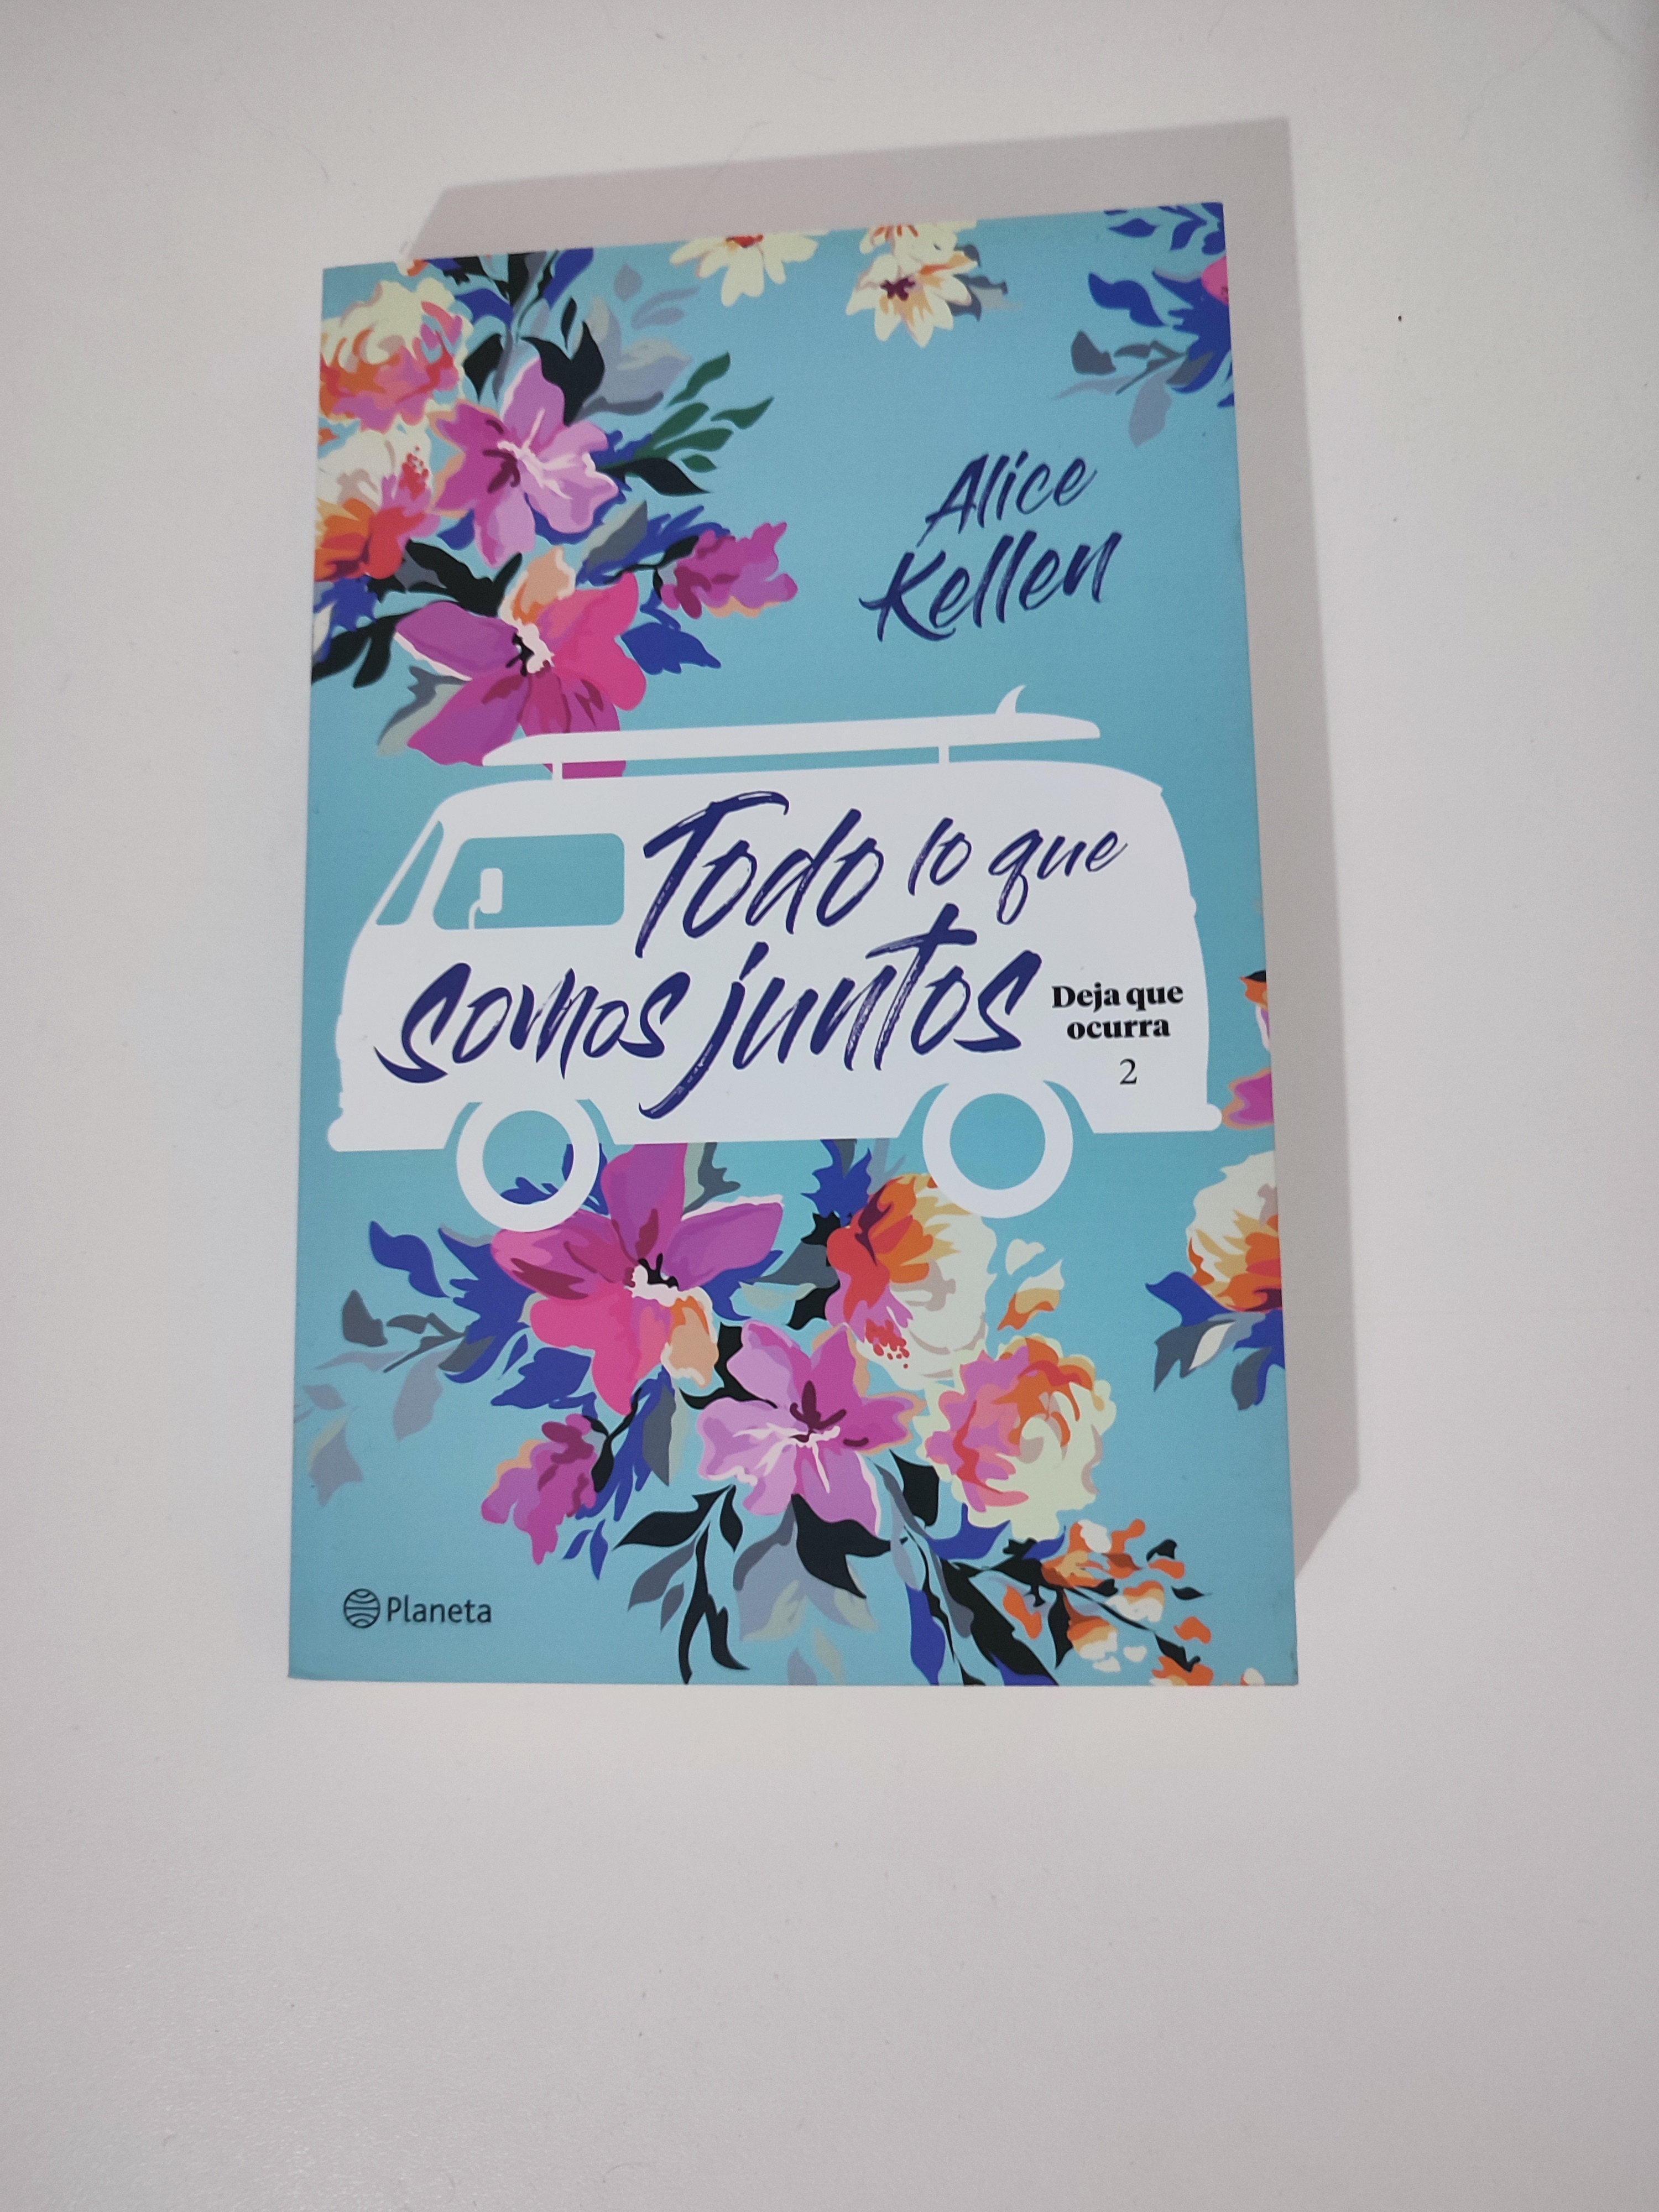 Alice
Kellen
Todo lo que
somos juntos
Deja que
ocurra
2
Planeta